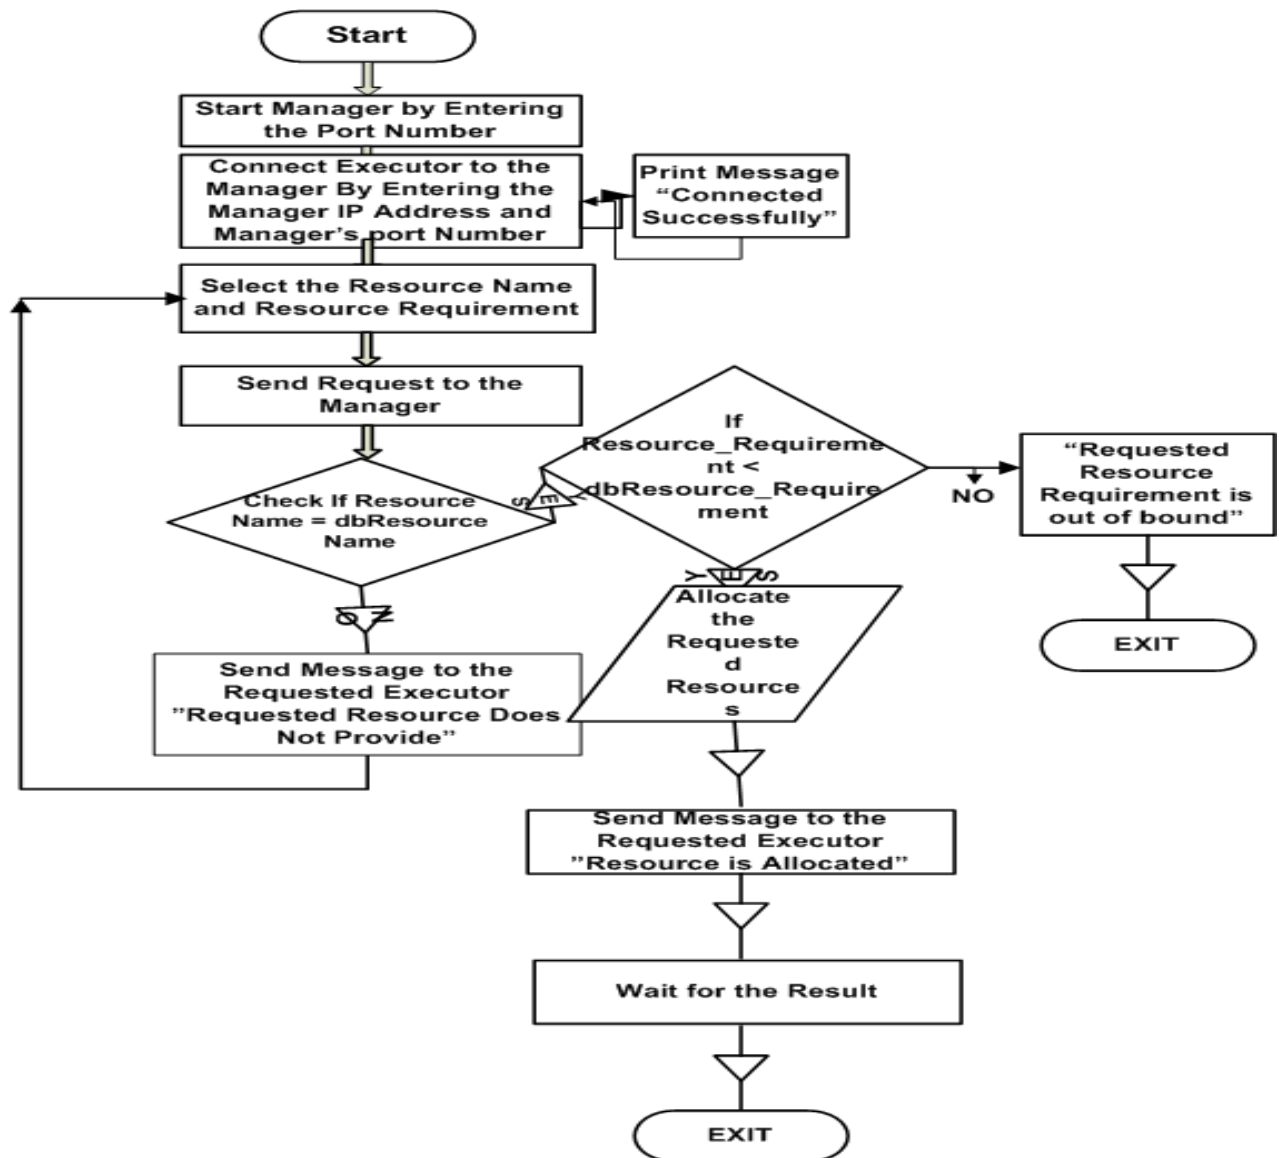 Start
Start Manager by Entering
the Port Number
Connect Executor to the
Manager By Entering the
Manager IP Address and
Manager's port Number
Print Message
“Connected
Successfully”
Select the Resource Name
and Resource Requirement
Send Request to the
Manager
Check If Resource
Name = dbResource
Name
YES
If
Resource_Requireme
nt <
dbResource_Require
ment
NO
“Requested
Resource
Requirement is
out of bound”
EXIT
NO
Send Message to the
Requested Executor
”Requested Resource Does
Not Provide”
YES
Allocate
the
Requeste
d
Resource
s
Send Message to the
Requested Executor
”Resource is Allocated”
Wait for the Result
EXIT